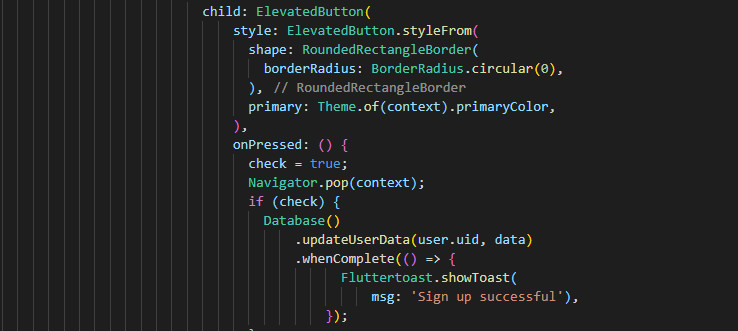 child: ElevatedButton(
style: ElevatedButton.styleFrom(
shape: RoundedRectangleBorder(
borderRadius: BorderRadius.circular(0),
), // RoundedRectangleBorder
primary: Theme.of(context).primaryColor,
),
onPressed: () {
check = true;
Navigator.pop(context);
if (check) {
Database()
.updateUserData(user.uid, data)
.whenComplete(() => {
Fluttertoast.showToast(
msg: 'Sign up successful'),
});